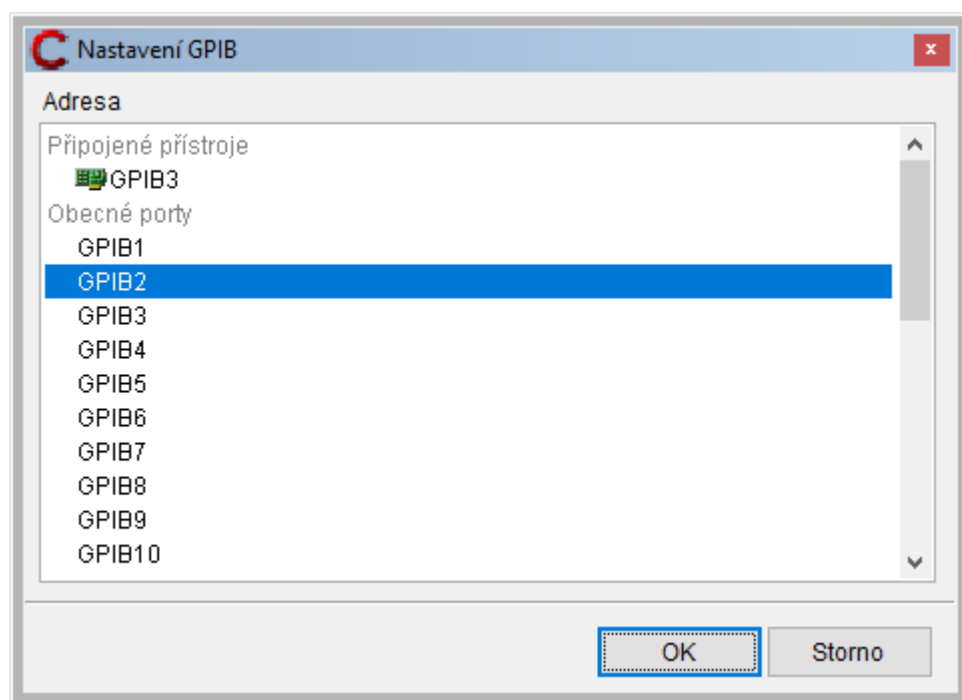 Nastavení GPIB
x
Adresa
Připojené přístroje
GPIB3
Obecné porty
GPIB1
GPIB2
GPIB3
GPIB4
GPIB5
GPIB6
GPIB7
GPIB8
GPIB9
GPIB10
OK Storno